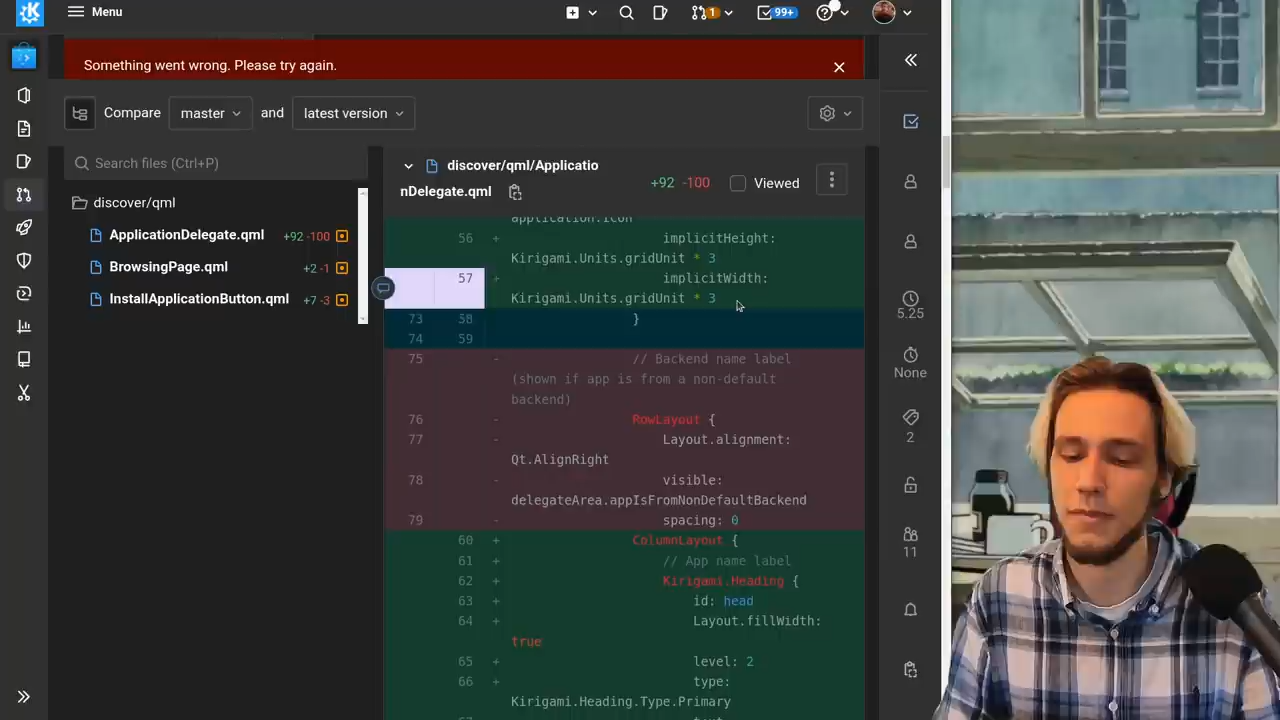 Menu
1
99+
Something went wrong. Please try again.
Compare master and latest version
Search files (Ctrl+P)
discover/qml
ApplicationDelegate.qml +92 -100
BrowsingPage.qml +2 -1
InstallApplicationButton.qml +7 -3
discover/qml/Applicatio
nDelegate.qml
+92 -100 Viewed
application.icon
56 + implicitHeight:
Kirigami.Units.gridUnit * 3
57 + implicitWidth:
Kirigami.Units.gridUnit * 3
73 58 }
74 59
75 - // Backend name label
(shown if app is from a non-default
backend)
76 - RowLayout {
77 - Layout.alignment:
Qt.AlignRight
78 - visible:
delegateArea.appIsFromNonDefaultBackend
79 - spacing: 0
60 + ColumnLayout {
61 + // App name label
62 + Kirigami.Heading {
63 + id: head
64 + Layout.fillWidth:
true
65 + level: 2
66 + type:
Kirigami.Heading.Type.Primary
5.25
None
2
11